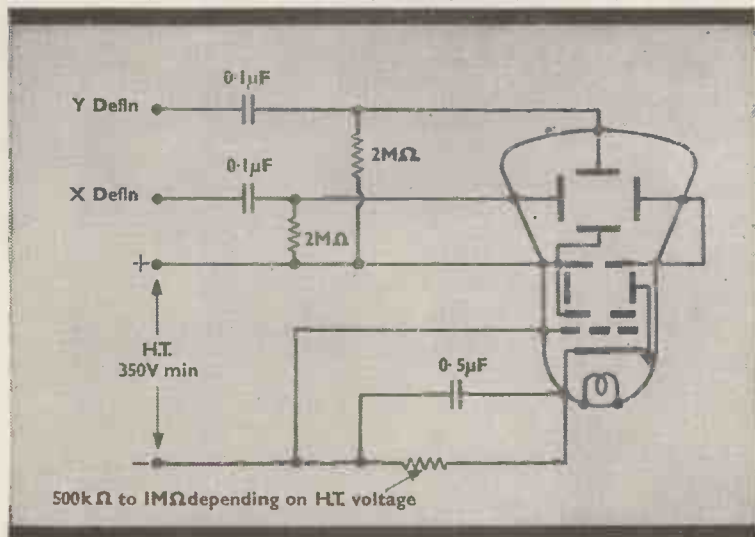 0·1μF
Y Defln
2MΩ
0·1μF
X Defln
2MΩ
+
H.T.
350V min
0·5μF
−
500kΩ to 1MΩ depending on H.T. voltage